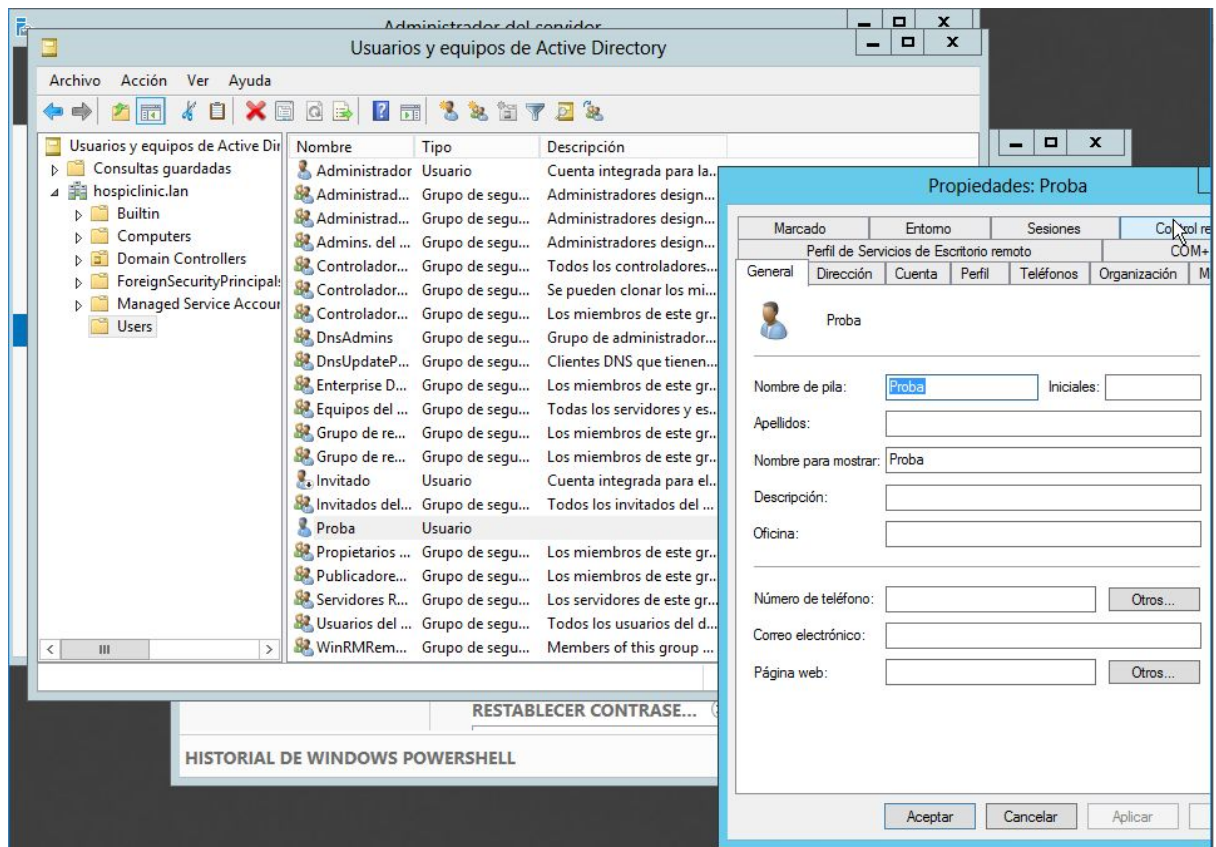 Administrador del servidor
Usuarios y equipos de Active Directory
Archivo Acción Ver Ayuda
Usuarios y equipos de Active Dir
Consultas guardadas
hospiclinic.lan
Builtin
Computers
Domain Controllers
ForeignSecurityPrincipals
Managed Service Accour
Users
Nombre Tipo Descripción
Administrador Usuario Cuenta integrada para la...
Administrad... Grupo de segu... Administradores design...
Administrad... Grupo de segu... Administradores design...
Admins. del ... Grupo de segu... Administradores design...
Controlador... Grupo de segu... Todos los controladores...
Controlador... Grupo de segu... Se pueden clonar los mi...
Controlador... Grupo de segu... Los miembros de este gr...
DnsAdmins Grupo de segu... Grupo de administrador...
DnsUpdateP... Grupo de segu... Clientes DNS que tienen...
Enterprise D... Grupo de segu... Los miembros de este gr...
Equipos del ... Grupo de segu... Todas los servidores y es...
Grupo de re... Grupo de segu... Los miembros de este gr...
Grupo de re... Grupo de segu... Los miembros de este gr...
Invitado Usuario Cuenta integrada para el...
Invitados del... Grupo de segu... Todos los invitados del ...
Proba Usuario
Propietarios ... Grupo de segu... Los miembros de este gr...
Publicadore... Grupo de segu... Los miembros de este gr...
Servidores R... Grupo de segu... Los servidores de este gr...
Usuarios del ... Grupo de segu... Todos los usuarios del d...
WinRMRem... Grupo de segu... Members of this group ...
RESTABLECER CONTRASE...
HISTORIAL DE WINDOWS POWERSHELL
Propiedades: Proba
Marcado Entorno Sesiones Control re
Perfil de Servicios de Escritorio remoto COM+
General Dirección Cuenta Perfil Teléfonos Organización M
Proba
Nombre de pila: Proba Iniciales:
Apellidos:
Nombre para mostrar: Proba
Descripción:
Oficina:
Número de teléfono: Otros...
Correo electrónico:
Página web: Otros...
Aceptar Cancelar Aplicar